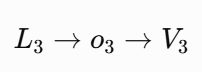 L₃ → o₃ → V₃